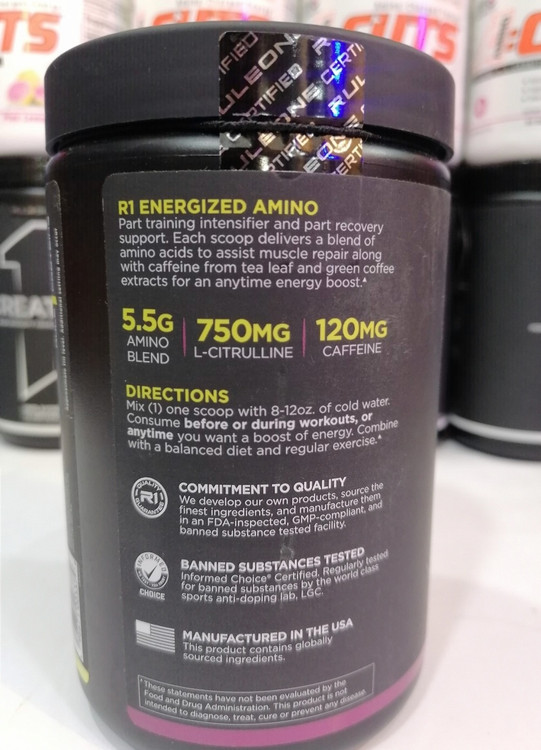 RULEONE
CERTIFIED
R1 ENERGIZED AMINO
Part training intensifier and part recovery
support. Each scoop delivers a blend of
amino acids to assist muscle repair along
with caffeine from tea leaf and green coffee
extracts for an anytime energy boost.^
5.5G
AMINO
BLEND
750MG
L-CITRULLINE
120MG
CAFFEINE
DIRECTIONS
Mix (1) one scoop with 8-12oz. of cold water.
Consume before or during workouts, or
anytime you want a boost of energy. Combine
with a balanced diet and regular exercise.^
QUALITY
R1
GUARANTEE
COMMITMENT TO QUALITY
We develop our own products, source the
finest ingredients, and manufacture them
in an FDA-inspected, GMP-compliant, and
banned substance tested facility.
INFORMED
CHOICE
BANNED SUBSTANCES TESTED
Informed Choice® Certified. Regularly tested
for banned substances by the world class
sports anti-doping lab, LGC.
MANUFACTURED IN THE USA
This product contains globally
sourced ingredients.
^These statements have not been evaluated by the
Food and Drug Administration. This product is not
intended to diagnose, treat, cure or prevent any disease.